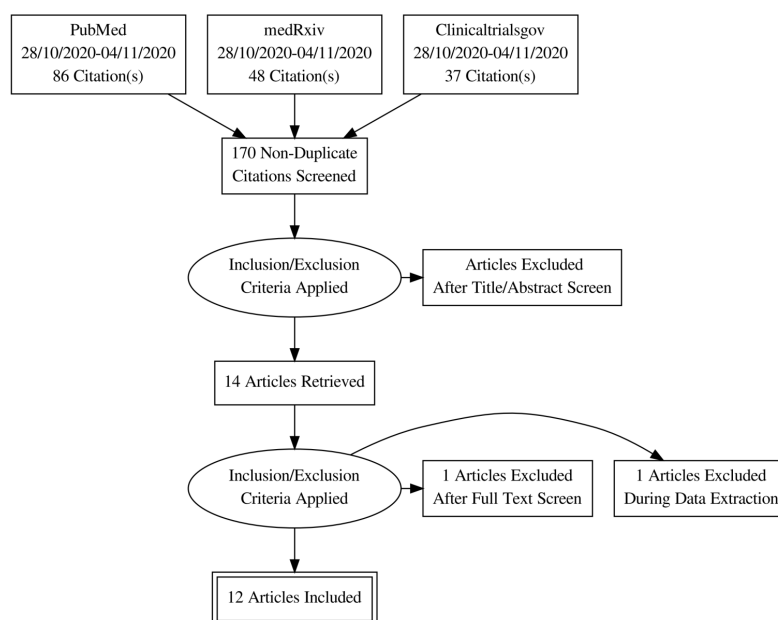 PubMed
28/10/2020-04/11/2020
86 Citation(s)
medRxiv
28/10/2020-04/11/2020
48 Citation(s)
Clinicaltrialsgov
28/10/2020-04/11/2020
37 Citation(s)
170 Non-Duplicate
Citations Screened
Inclusion/Exclusion
Criteria Applied
Articles Excluded
After Title/Abstract Screen
14 Articles Retrieved
Inclusion/Exclusion
Criteria Applied
1 Articles Excluded
After Full Text Screen
1 Articles Excluded
During Data Extraction
12 Articles Included